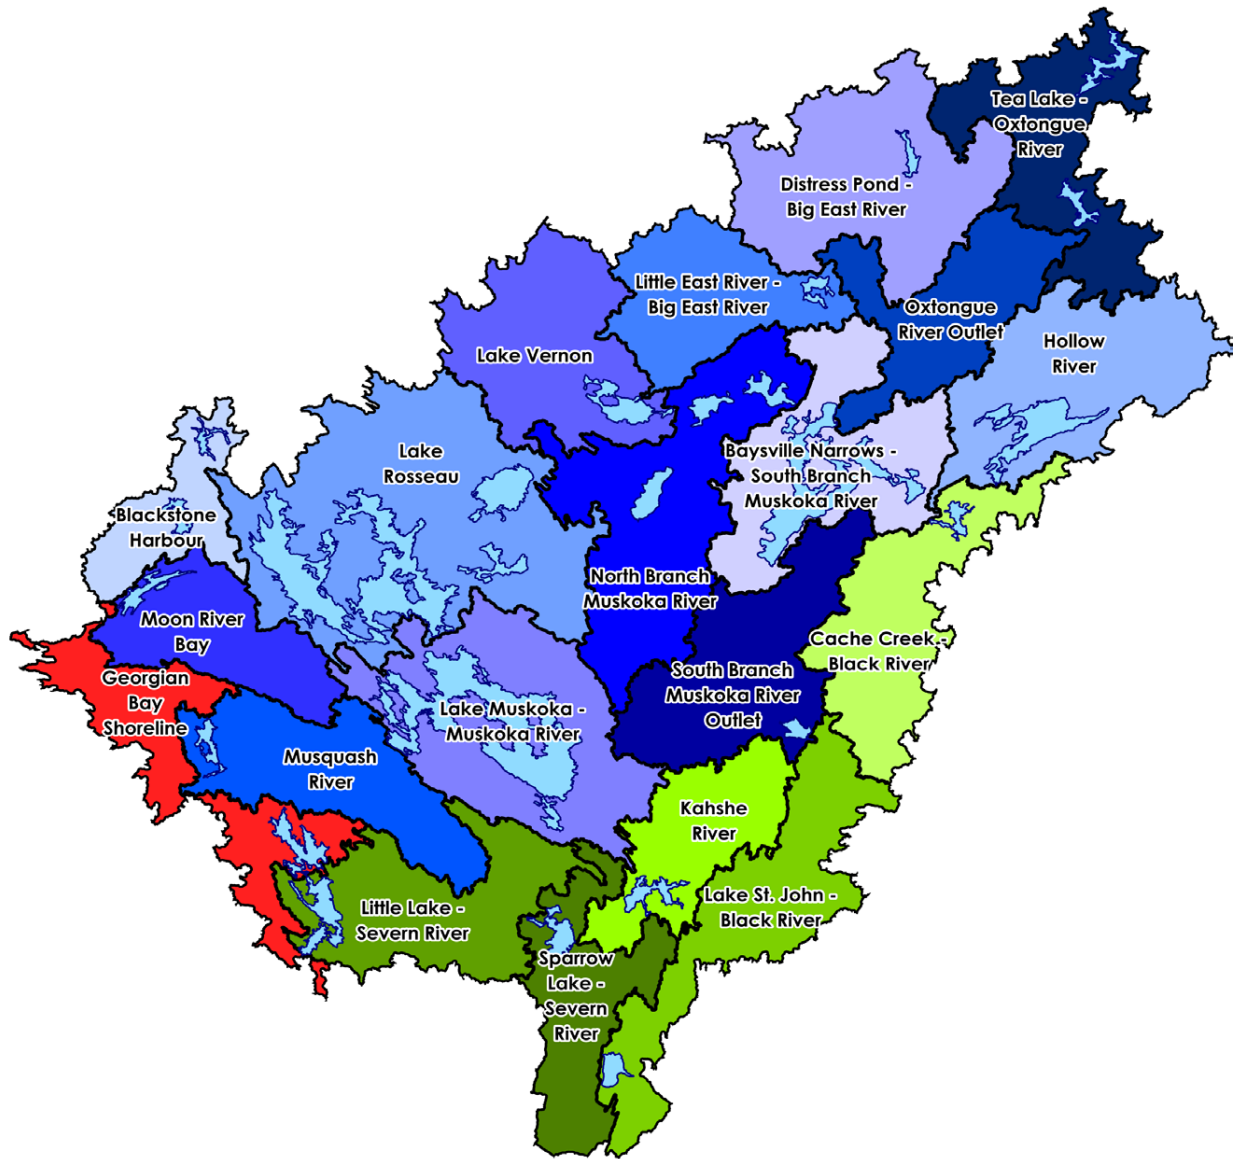 Tea Lake -
Oxtongue
River
Distress Pond -
Big East River
Little East River -
Big East River
Oxtongue
River Outlet
Hollow
River
Lake Vernon
Lake
Rosseau
Baysville Narrows -
South Branch
Muskoka River
Blackstone
Harbour
North Branch
Muskoka River
Moon River
Bay
Cache Creek -
Black River
South Branch
Muskoka River
Outlet
Georgian
Bay
Shoreline
Lake Muskoka -
Muskoka River
Musquash
River
Kahshe
River
Lake St. John -
Black River
Little Lake -
Severn River
Sparrow
Lake -
Severn
River